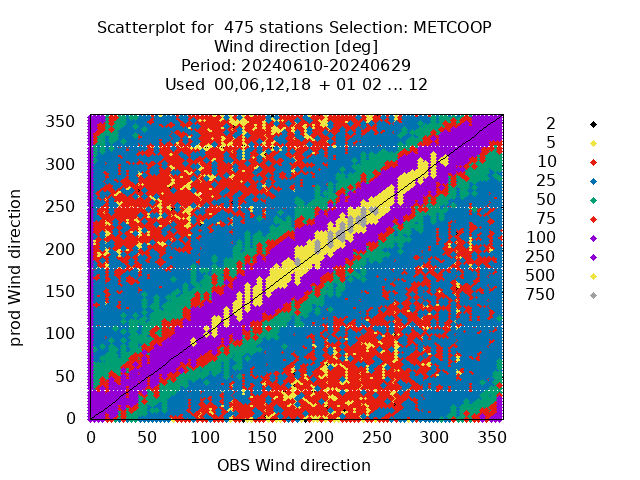 Scatterplot for  475 stations Selection: METCOOP
Wind direction [deg]
Period: 20240610-20240629
Used  00,06,12,18  + 01 02 ... 12
350
300
250
200
150
100
50
0
prod Wind direction
0 50 100 150 200 250 300 350
OBS Wind direction
2
5
10
25
50
75
100
250
500
750